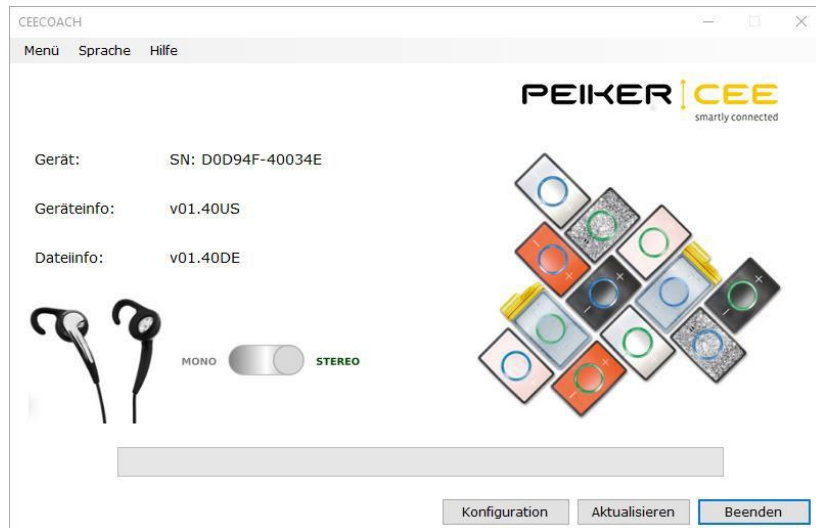 CEECOACH
Menü Sprache Hilfe
PEIKER CEE
smartly connected
Gerät: SN: D0D94F-40034E
Geräteinfo: v01.40US
Dateiinfo: v01.40DE
MONO STEREO
Konfiguration Aktualisieren Beenden